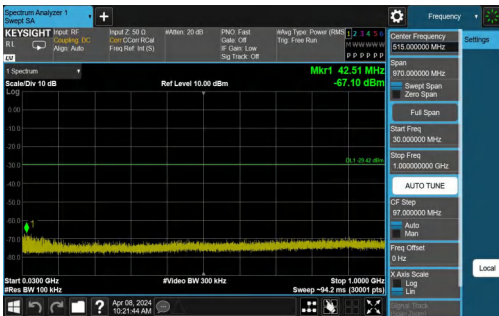 Spectrum Analyzer 1
Swept SA
Frequency
Settings
KEYSIGHT
RL
Input: RF
Coupling: DC
Align: Auto
Input Z: 50 Ω
Corr CCorr RCal
Freq Ref: Int (S)
#Atten: 20 dB
PNO: Fast
Gate: Off
IF Gain: Low
Sig Track: Off
#Avg Type: Power (RMS
Trig: Free Run
1 2 3 4 5 6
M W W W W W
P P P P P P
1 Spectrum
Scale/Div 10 dB
Log
Ref Level 10.00 dBm
Mkr1 42.51 MHz
-67.10 dBm
0.00
-10.0
-20.0
-30.0
-40.0
-50.0
-60.0
-70.0
-80.0
DL1 -29.42 dBm
1
Start 0.0300 GHz
#Res BW 100 kHz
#Video BW 300 kHz
Stop 1.0000 GHz
Sweep ~94.2 ms (30001 pts)
Center Frequency
515.000000 MHz
Span
970.000000 MHz
Swept Span
Zero Span
Full Span
Start Freq
30.000000 MHz
Stop Freq
1.000000000 GHz
AUTO TUNE
CF Step
97.000000 MHz
Auto
Man
Freq Offset
0 Hz
X Axis Scale
Log
Lin
Signal Track
Local
?
Apr 08, 2024
10:21:44 AM